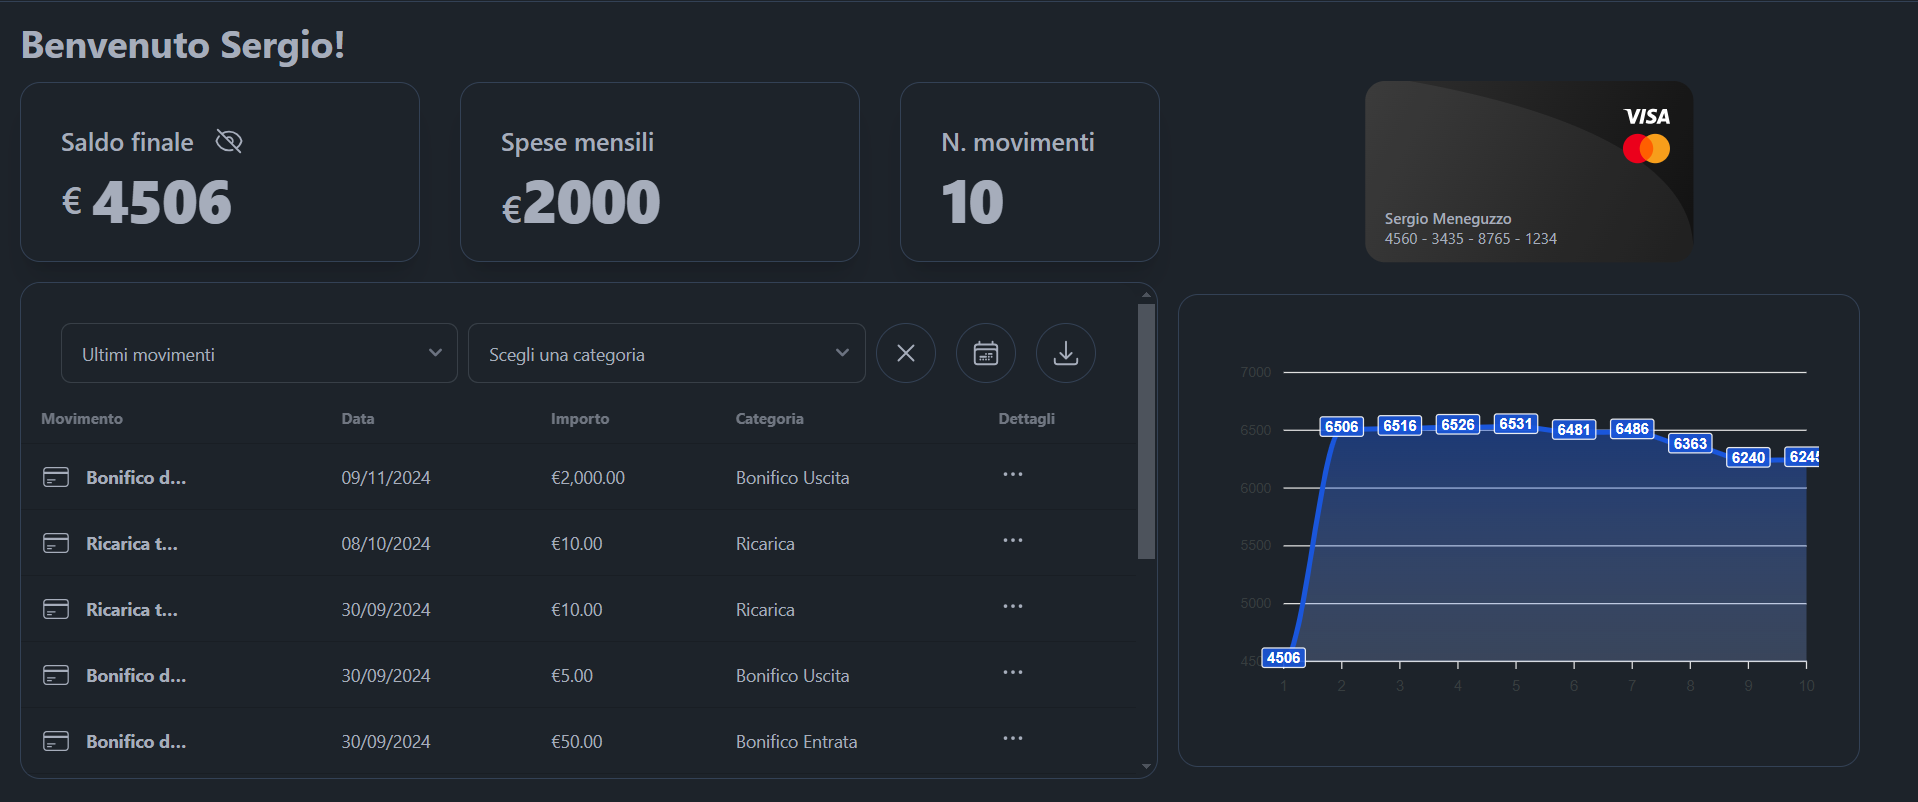 Benvenuto Sergio!
Saldo finale
€ 4506
Spese mensili
€2000
N. movimenti
10
VISA
Sergio Meneguzzo
4560 - 3435 - 8765 - 1234
Ultimi movimenti
Scegli una categoria
Movimento Data Importo Categoria Dettagli
Bonifico d... 09/11/2024 €2,000.00 Bonifico Uscita ...
Ricarica t... 08/10/2024 €10.00 Ricarica ...
Ricarica t... 30/09/2024 €10.00 Ricarica ...
Bonifico d... 30/09/2024 €5.00 Bonifico Uscita ...
Bonifico d... 30/09/2024 €50.00 Bonifico Entrata ...
7000
6500
6000
5500
5000
4506 6506 6516 6526 6531 6481 6486 6363 6240
1 2 3 4 5 6 7 8 9 10